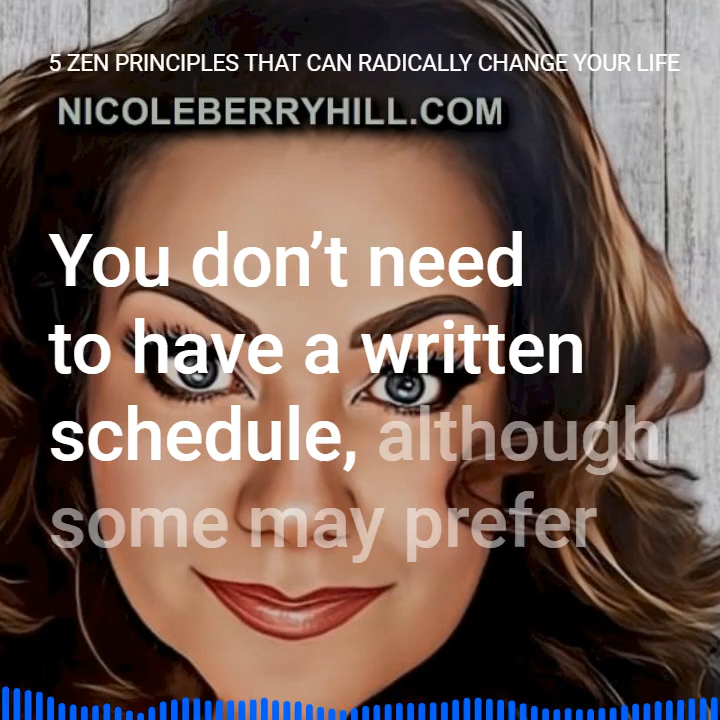 5 ZEN PRINCIPLES THAT CAN RADICALLY CHANGE YOUR LIFE
NICOLEBERRYHILL.COM
You don’t need
to have a written
schedule, although
some may prefer